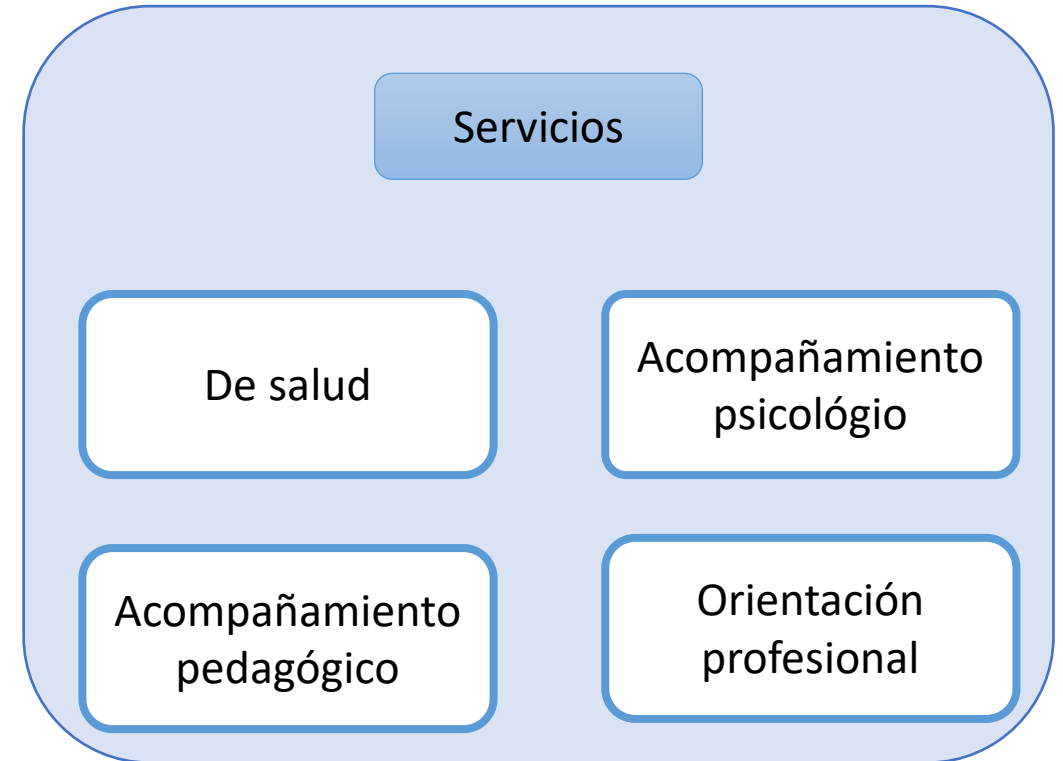 Servicios
De salud
Acompañamiento
psicológio
Acompañamiento
pedagógico
Orientación
profesional